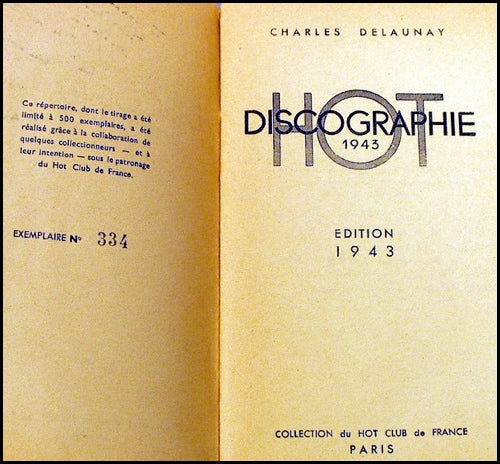 Ce répertoire, dont le tirage a été
limité à 500 exemplaires, a été
réalisé grâce à la collaboration de
quelques collectionneurs — et à
leur intention — sous le patronage
du Hot Club de France.
EXEMPLAIRE No 334
CHARLES DELAUNAY
HOT
DISCOGRAPHIE
1943
EDITION
1943
COLLECTION du HOT CLUB de FRANCE
PARIS